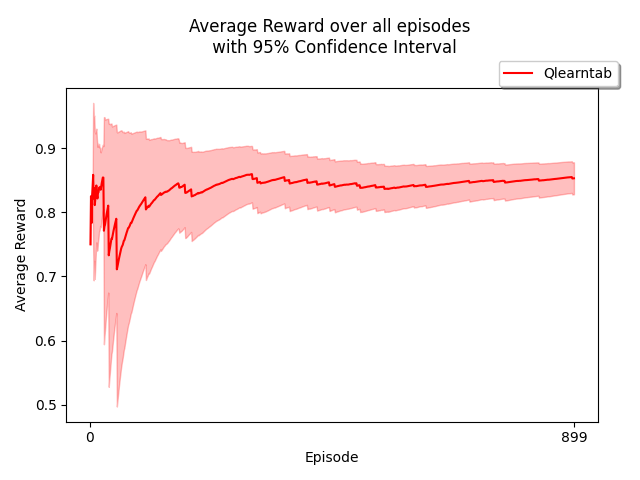 Average Reward over all episodes
with 95% Confidence Interval
Qlearntab
0.9
0.8
0.7
0.6
0.5
Average Reward
0
899
Episode